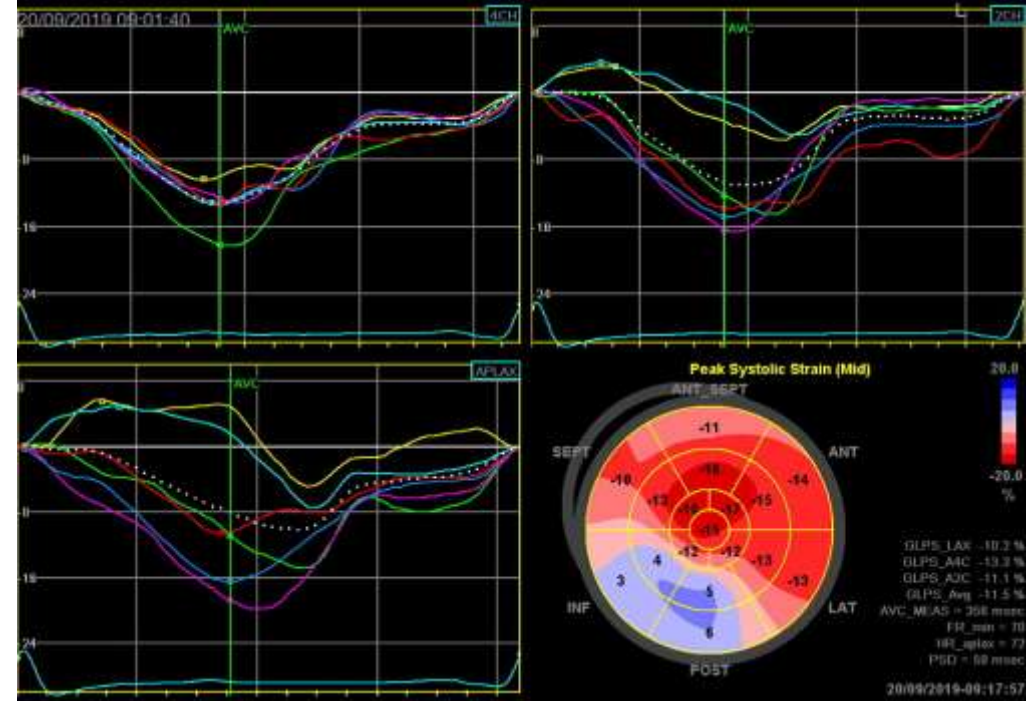 20/09/2019 09:01:40
4CH
AVC
-8
-16
-24
2CH
AVC
-8
-16
-24
APLAX
AVC
-8
-16
-24
Peak Systolic Strain (Mid)
20.0
-20.0
%
ANT_SEPT
SEPT
ANT
INF
LAT
POST
-11
-10
-14
-13
-15
3
4
-12
-12
-13
-13
5
6
GLPS_LAX -10.2 %
GLPS_A4C -13.3 %
GLPS_A2C -11.1 %
GLPS_Avg -11.5 %
AVC_MEAS = 358 msec
FR_min = 70
HR_aplax = 72
PSD = 58 msec
20/09/2019-09:17:57